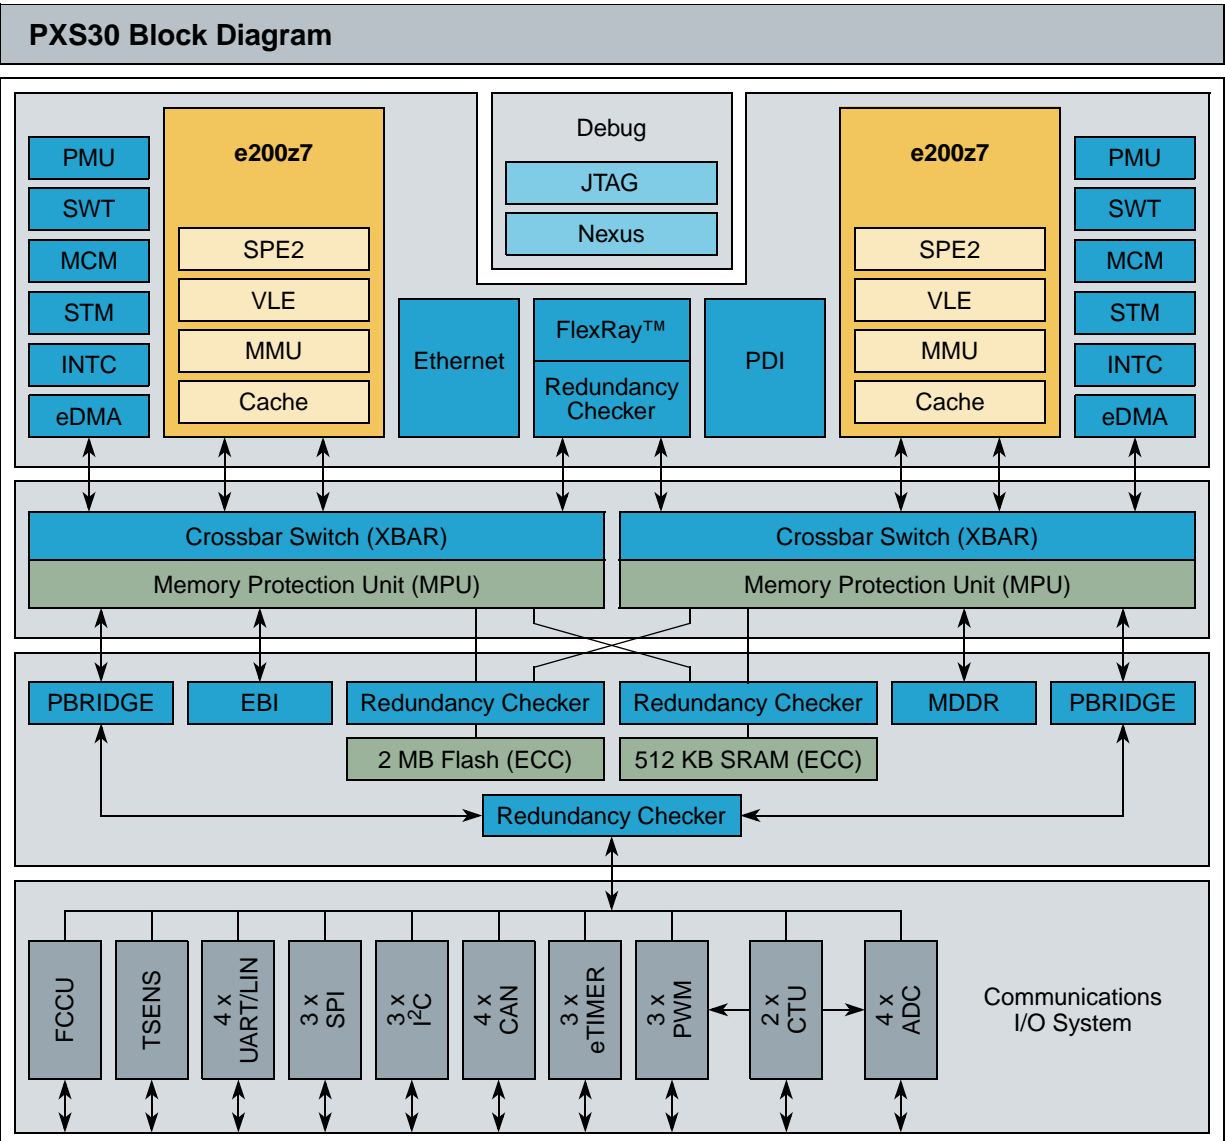 PXS30 Block Diagram
PMU
SWT
MCM
STM
INTC
eDMA
e200z7
SPE2
VLE
MMU
Cache
Debug
JTAG
Nexus
Ethernet
FlexRay™
Redundancy
Checker
PDI
e200z7
SPE2
VLE
MMU
Cache
PMU
SWT
MCM
STM
INTC
eDMA
Crossbar Switch (XBAR)
Memory Protection Unit (MPU)
Crossbar Switch (XBAR)
Memory Protection Unit (MPU)
PBRIDGE
EBI
Redundancy Checker
2 MB Flash (ECC)
Redundancy Checker
512 KB SRAM (ECC)
MDDR
PBRIDGE
Redundancy Checker
FCCU
TSENS
4 x
UART/LIN
3 x
SPI
3 x
I²C
4 x
CAN
3 x
eTIMER
3 x
PWM
2 x
CTU
4 x
ADC
Communications
I/O System